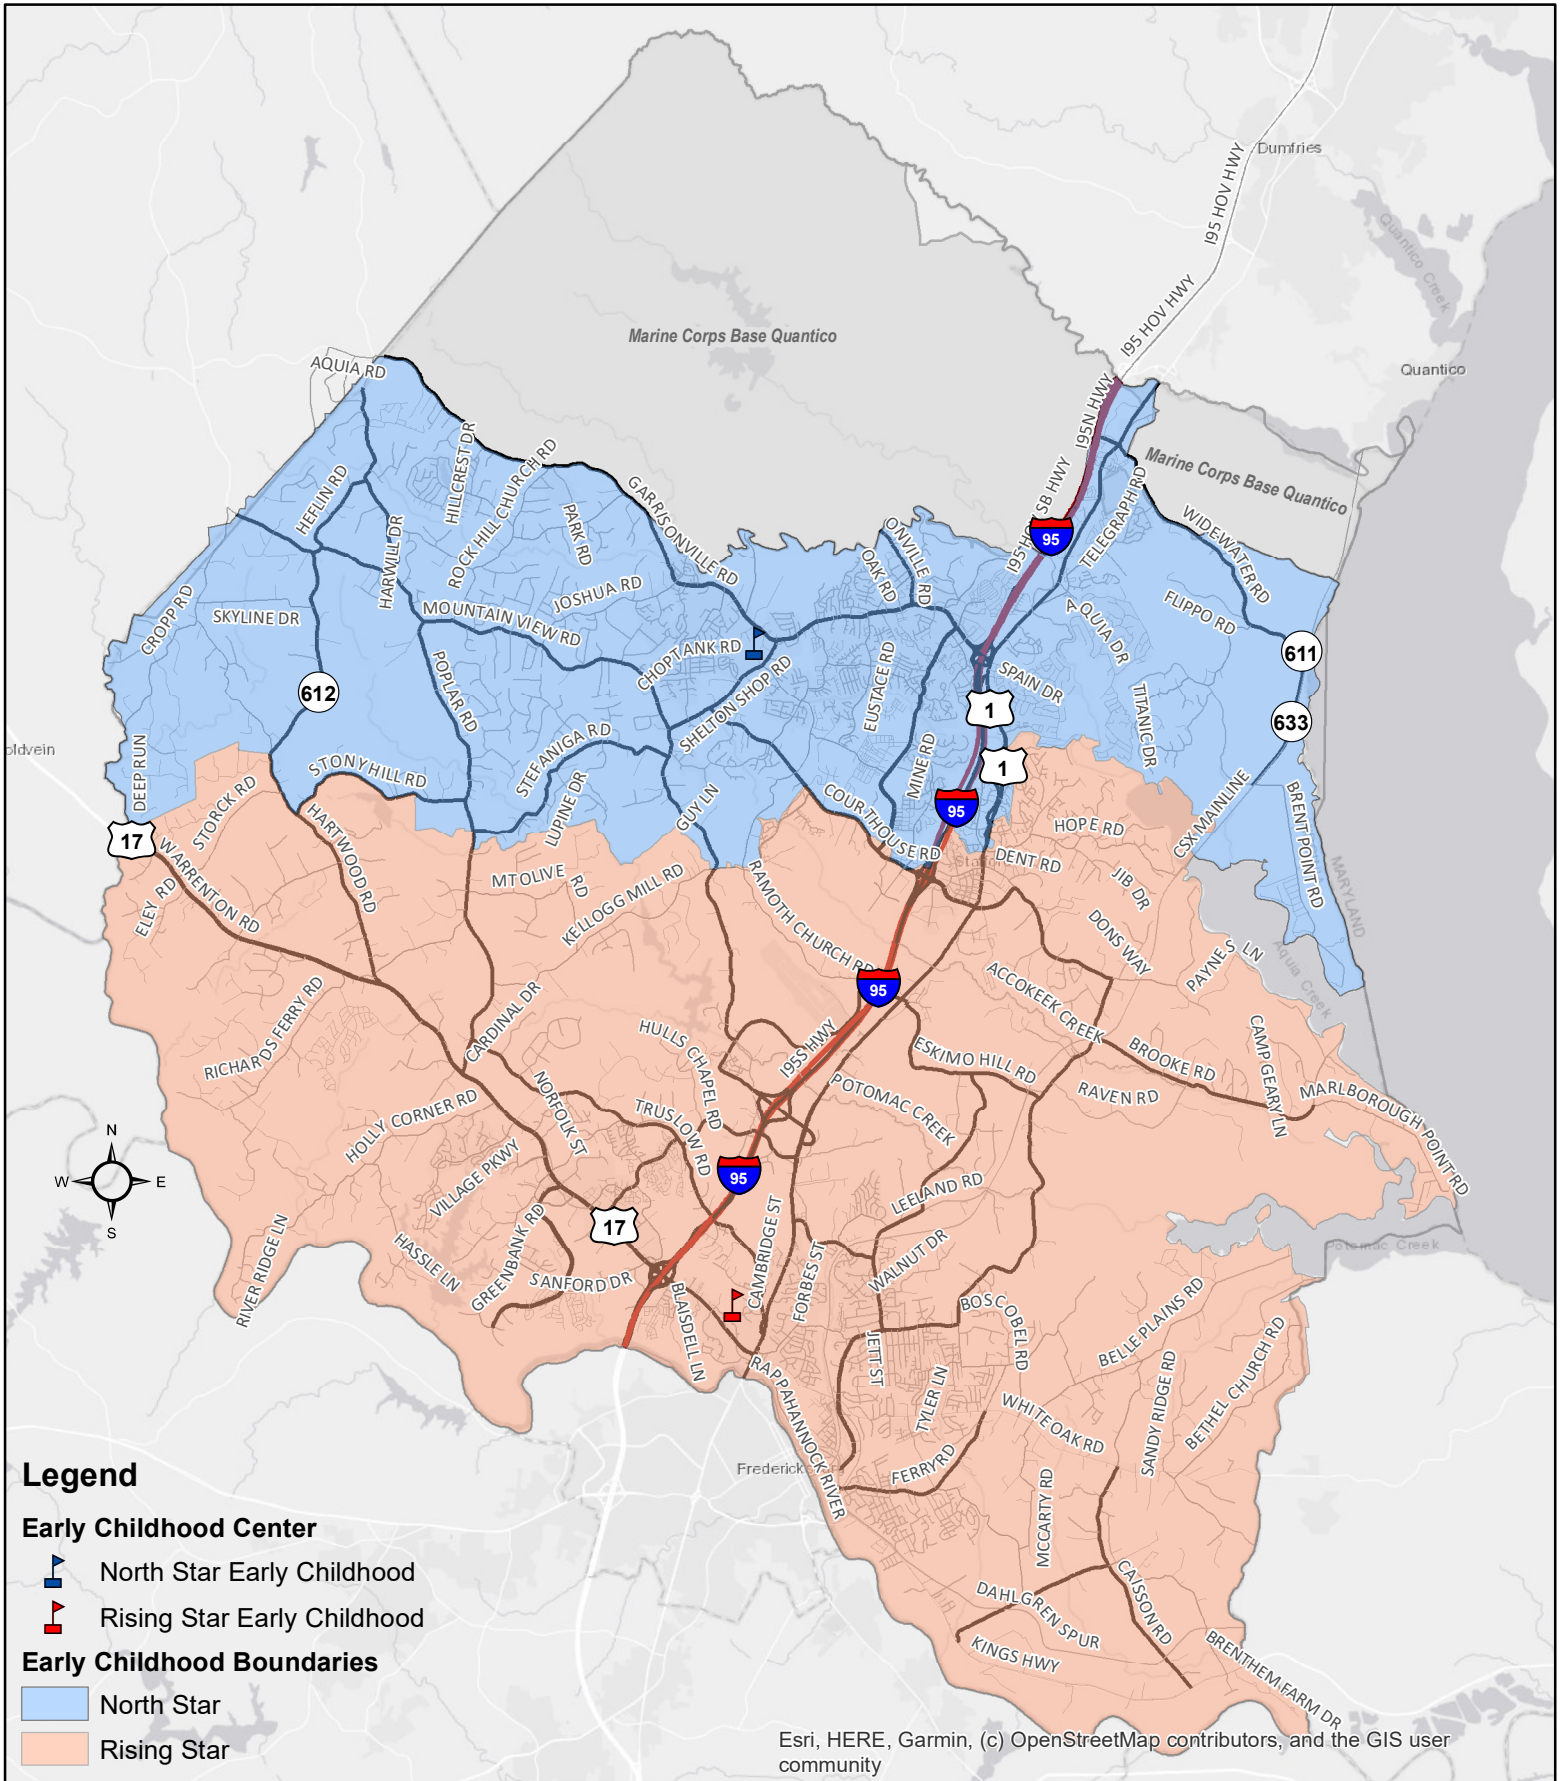 Dumfries
I95 HOV HWY
Quantico Creek
I95 HOV HWY
Marine Corps Base Quantico
AQUIA RD
Quantico
I95N HWY
HILLCREST DR
ROCK HILL CHURCH RD
HEFLIN RD
GARRISONVILLE RD
Marine Corps Base Quantico
TELEGRAPH RD
WIDEWATER RD
PARK RD
HARWILL DR
ONVILLE RD
OAK RD
95
CROPP RD
SKYLINE DR
JOSHUA RD
MOUNTAIN VIEW RD
CHOPTANK RD
SHELTON SHOP RD
EUSTACE RD
AQUIA DR
FLIPPO RD
611
612
POPLAR RD
SPAIN DR
TITANIC DR
1
633
oldvein
STEFANIGA RD
MINE RD
1
DEEP RUN
STONY HILL RD
LUPINE DR
GUY LN
COURTHOUSE RD
95
CSX MAINLINE
BRENT POINT RD
MARYLAND
17
STORCK RD
HARTWOOD RD
WARRENTON RD
ELEY RD
MT OLIVE RD
KELLOGG MILL RD
RAMOTH CHURCH RD
HOPE RD
DENT RD
JIB DR
DONS WAY
PAYNES LN
Aquia Creek
95
ACCOKEEK CREEK
RICHARDS FERRY RD
CARDINAL DR
HULLS CHAPEL RD
I95S HWY
ESKIMO HILL RD
BROOKE RD
CAMP GEARY LN
RAVEN RD
MARLBOROUGH POINT RD
POTOMAC CREEK
NORFOLK ST
TRUSLOW RD
HOLLY CORNER RD
N
W
E
S
VILLAGE PKWY
95
17
LEELAND RD
CAMBRIDGE ST
FORBES ST
WALNUT DR
Potomac Creek
RIVER RIDGE LN
HASSLE LN
GREENBANK RD
SANFORD DR
BLAISDELL LN
BOSCOBEL RD
BELLE PLAINS RD
BETHEL CHURCH RD
SANDY RIDGE RD
JETT ST
TYLER LN
RAPPAHANNOCK RIVER
WHITE OAK RD
FERRY RD
MCCARTY RD
CAISSON RD
DAHLGREN SPUR
KINGS HWY
BRENTHEM FARM DR
Legend
Early Childhood Center
North Star Early Childhood
Rising Star Early Childhood
Early Childhood Boundaries
North Star
Rising Star
Esri, HERE, Garmin, (c) OpenStreetMap contributors, and the GIS user
community